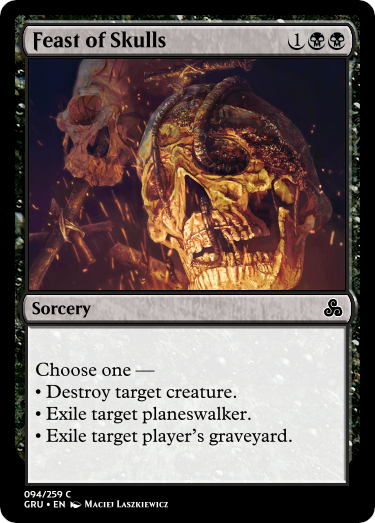 Feast of Skulls 1
Sorcery
Choose one —
• Destroy target creature.
• Exile target planeswalker.
• Exile target player's graveyard.
094/259 C
GRU • EN Maciej Laszkiewicz